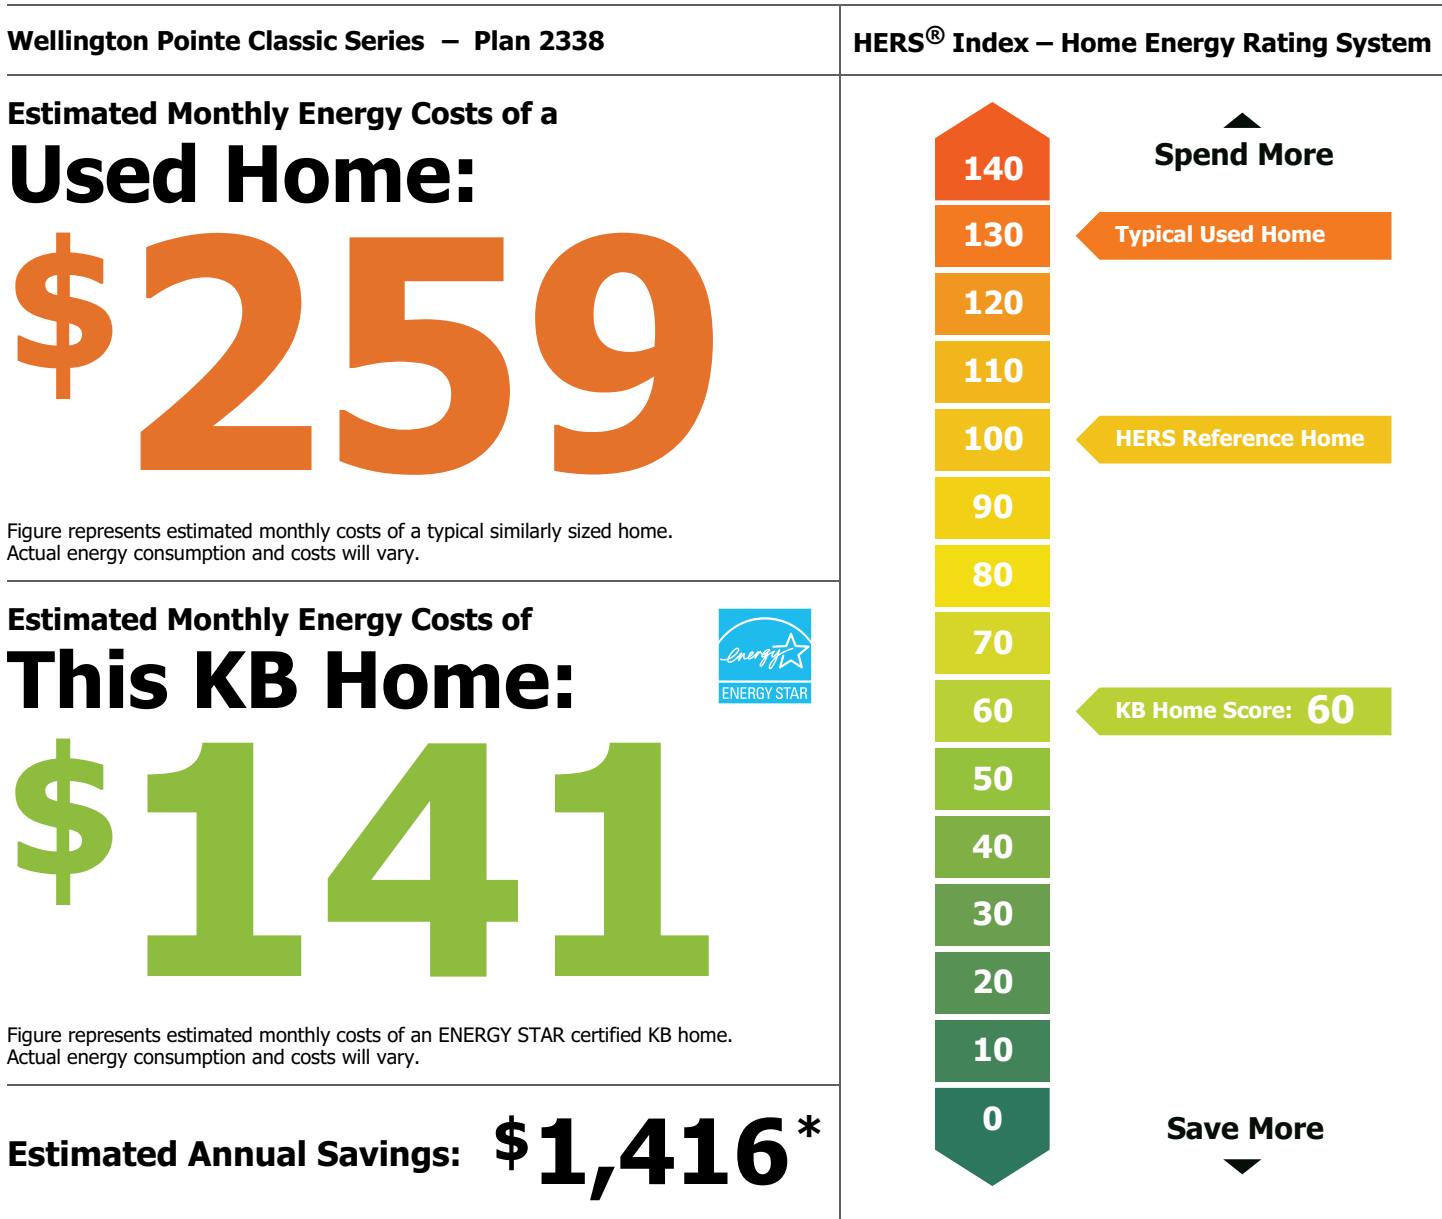 Wellington Pointe Classic Series – Plan 2338
Estimated Monthly Energy Costs of a
Used Home:
$259
Figure represents estimated monthly costs of a typical similarly sized home.
Actual energy consumption and costs will vary.
Estimated Monthly Energy Costs of
This KB Home:
energy
ENERGY STAR
$141
Figure represents estimated monthly costs of an ENERGY STAR certified KB home.
Actual energy consumption and costs will vary.
Estimated Annual Savings: $1,416*
HERS® Index – Home Energy Rating System
Spend More
140
130 Typical Used Home
120
110
100 HERS Reference Home
90
80
70
60 KB Home Score: 60
50
40
30
20
10
0
Save More